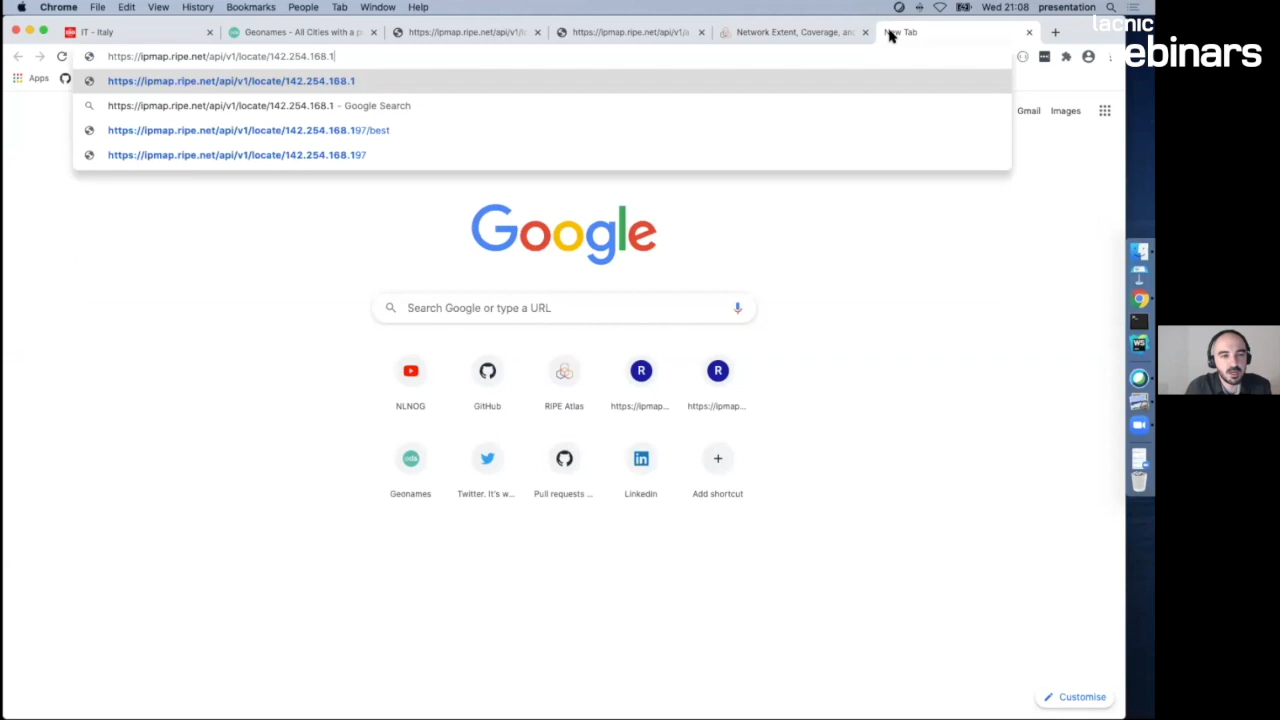 Chrome File Edit View History Bookmarks People Tab Window Help Wed 21:08 presentation
lacnic
webinars
IT - Italy
Geonames - All Cities with a p
https://ipmap.ripe.net/api/v1/l
https://ipmap.ripe.net/api/v1/a
Network Extent, Coverage, an
New Tab
https://ipmap.ripe.net/api/v1/locate/142.254.168.1
Apps
https://ipmap.ripe.net/api/v1/locate/142.254.168.1
https://ipmap.ripe.net/api/v1/locate/142.254.168.1 - Google Search
https://ipmap.ripe.net/api/v1/locate/142.254.168.197/best
https://ipmap.ripe.net/api/v1/locate/142.254.168.197
Gmail Images
Google
Search Google or type a URL
R R
NLNOG GitHub RIPE Atlas https://ipmap... https://ipmap...
oda
Geonames Twitter. It's w... Pull requests ... LinkedIn Add shortcut
WS
Customise